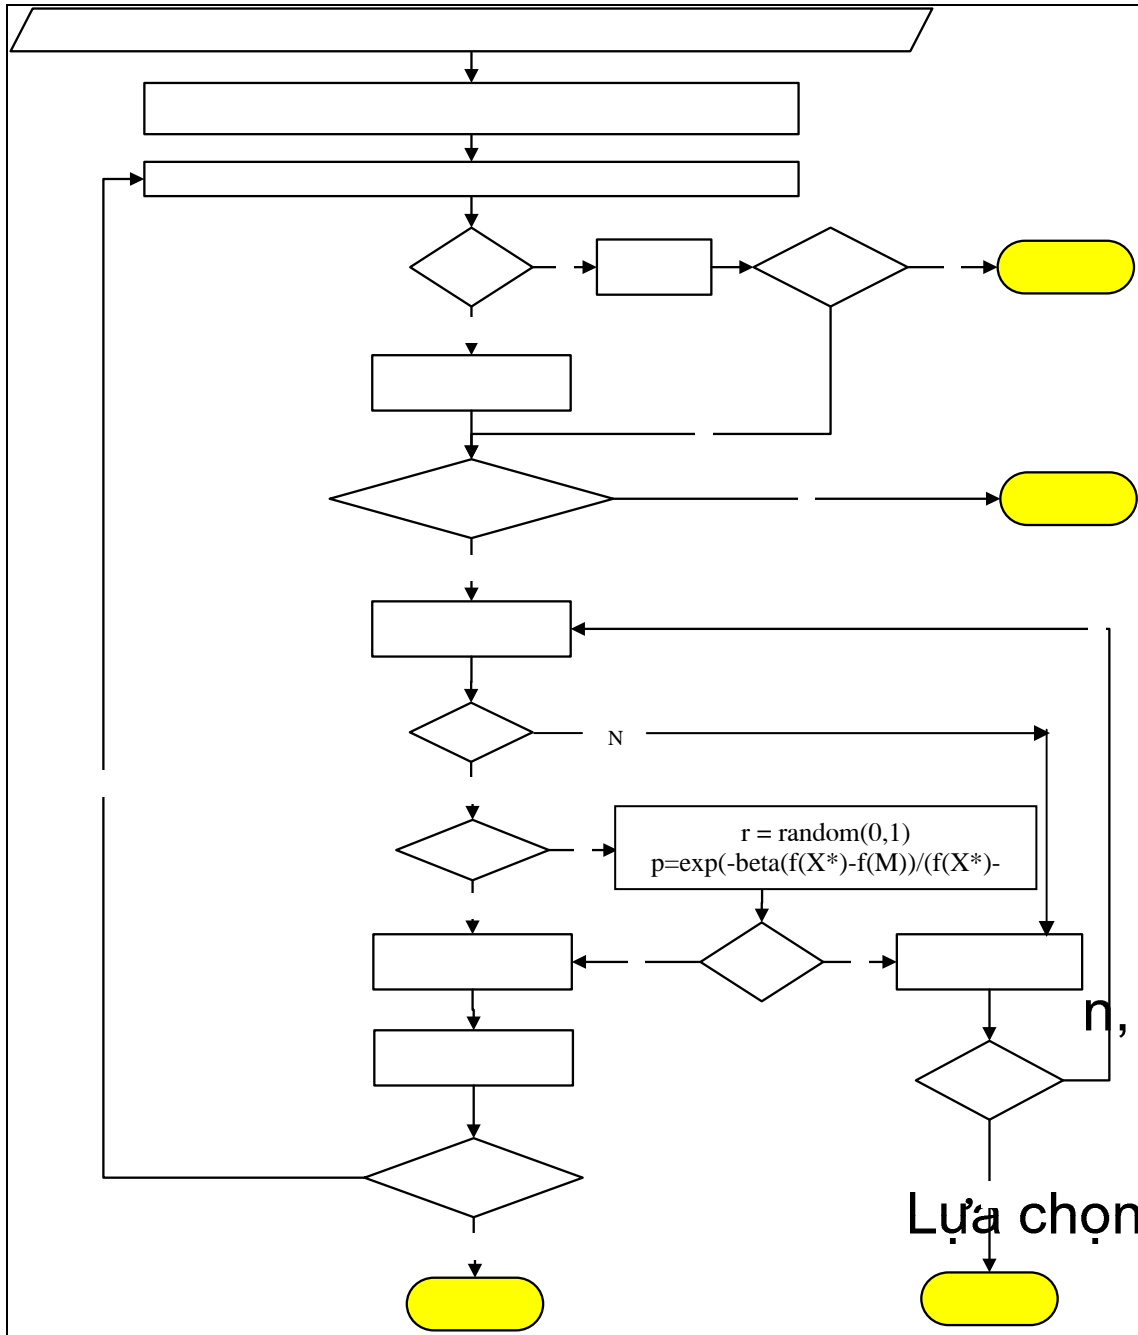 N
r = random(0,1)
p=exp(-beta(f(X*)-f(M))/(f(X*)-
n,
Lựa chọn